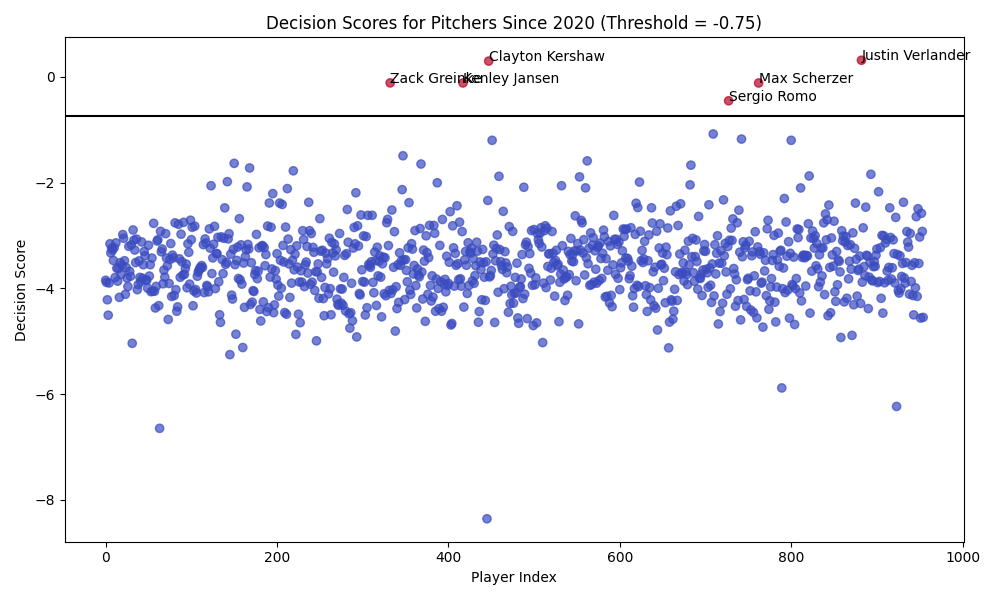 Decision Scores for Pitchers Since 2020 (Threshold = -0.75)
Clayton Kershaw
Justin Verlander
Zack Greinke
Kenley Jansen
Max Scherzer
Sergio Romo
0
−2
−4
−6
−8
Decision Score
0
200
400
600
800
1000
Player Index